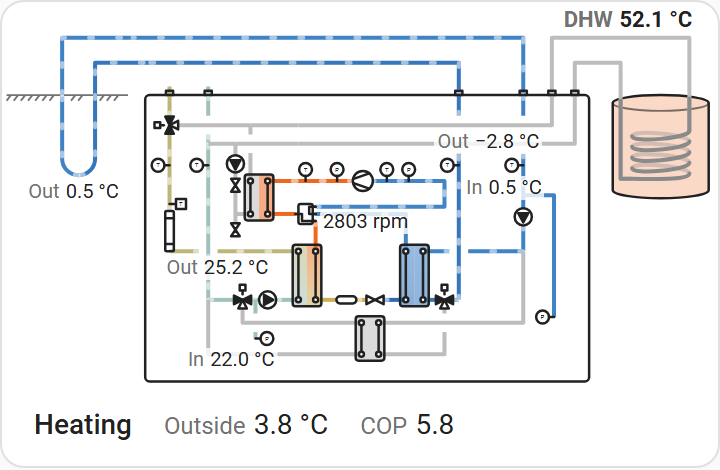 DHW 52.1 °C
Out −2.8 °C
T
T
T
P
T
P
T
T
Out 0.5 °C
In 0.5 °C
2803 rpm
Out 25.2 °C
P
P
In 22.0 °C
Heating Outside 3.8 °C COP 5.8